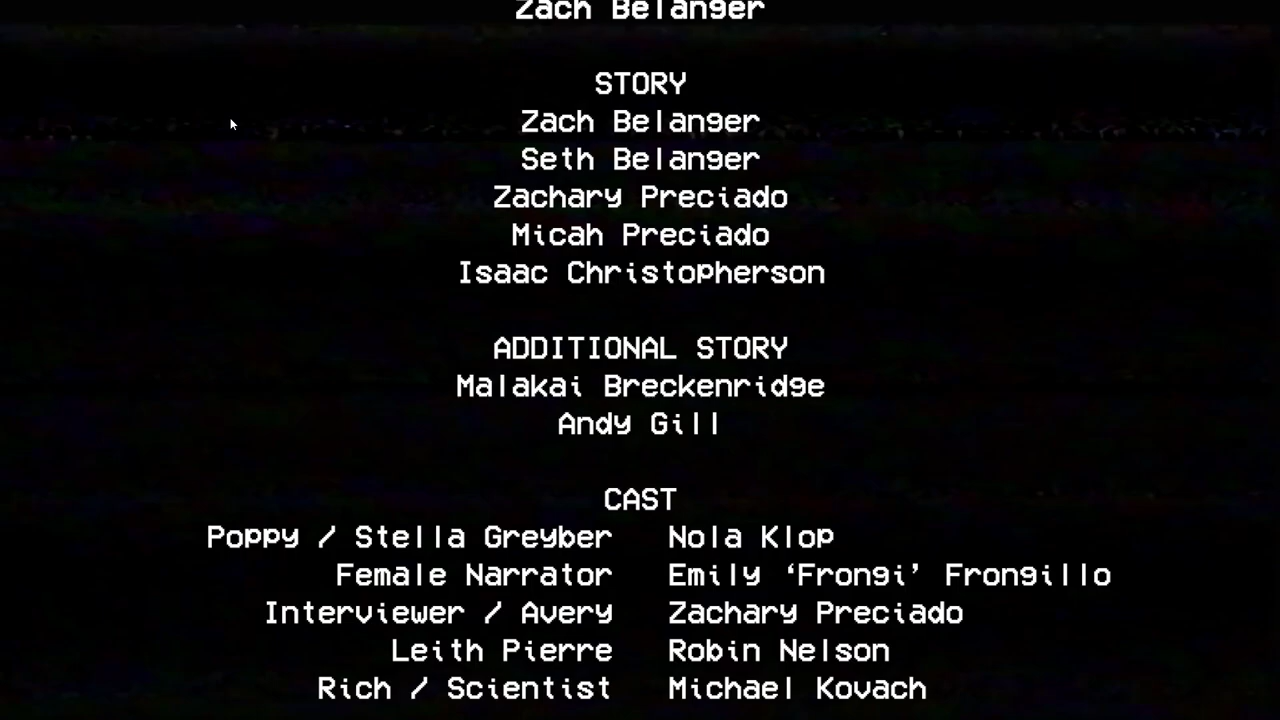 Zach Belanger
STORY
Zach Belanger
Seth Belanger
Zachary Preciado
Micah Preciado
Isaac Christopherson
ADDITIONAL STORY
Malakai Breckenridge
Andy Gill
CAST
Poppy / Stella Greyber Nola Klop
Female Narrator Emily ‘Frongi’ Frongillo
Interviewer / Avery Zachary Preciado
Leith Pierre Robin Nelson
Rich / Scientist Michael Kovach